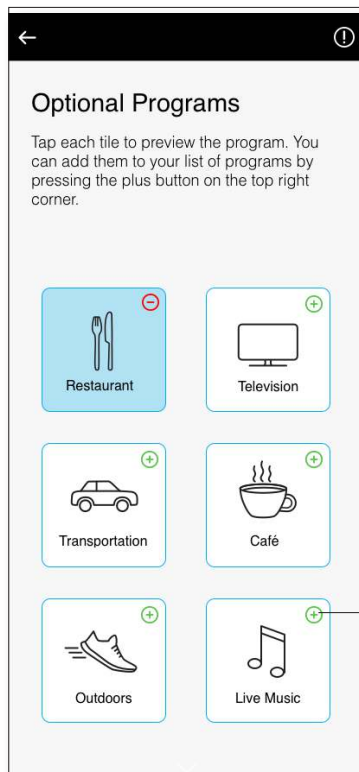 Optional Programs
Tap each tile to preview the program. You
can add them to your list of programs by
pressing the plus button on the top right
corner.
Restaurant
Television
Transportation
Café
Outdoors
Live Music